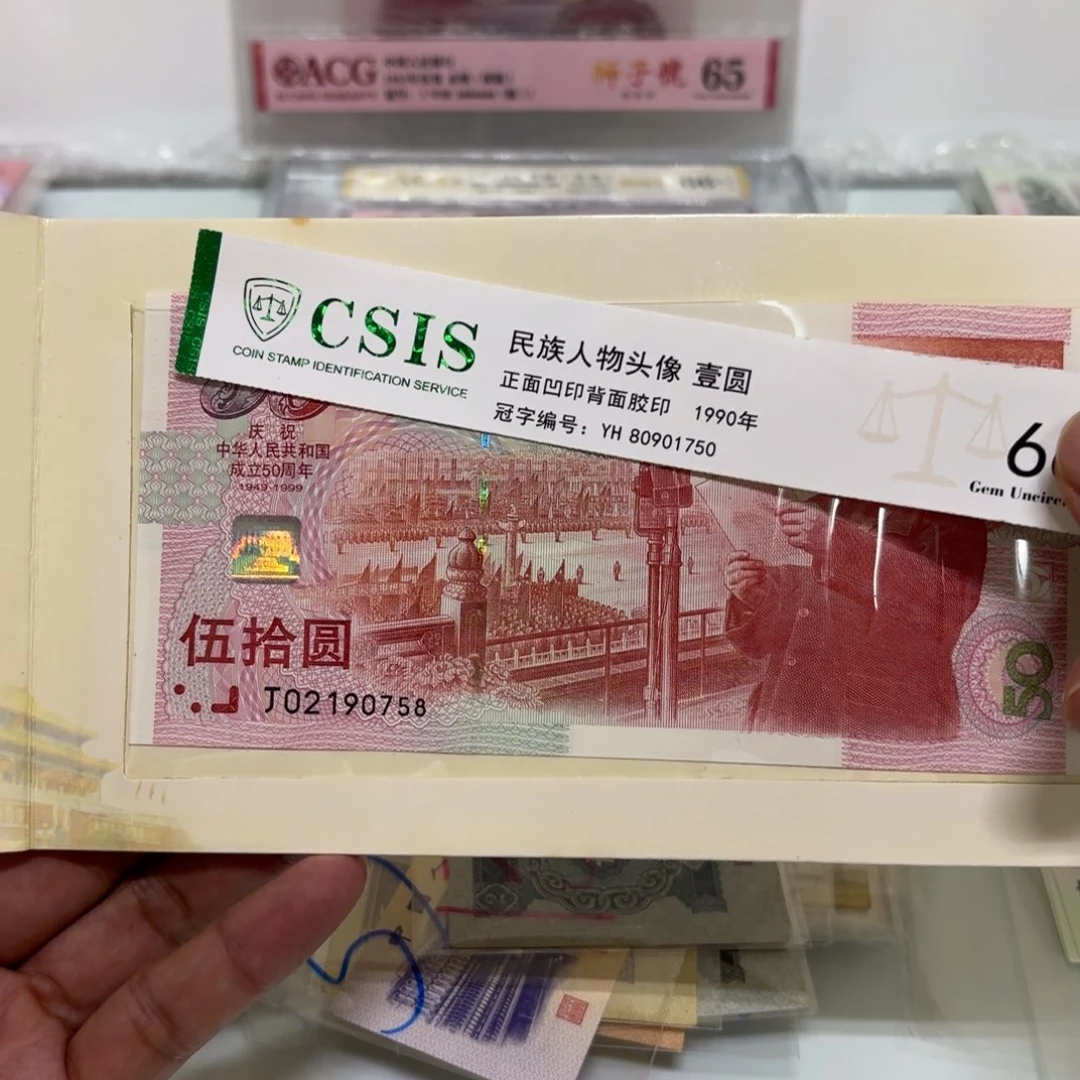 ACG
狮子号 65
CSIS
COIN STAMP IDENTIFICATION SERVICE
民族人物头像 壹圆
正面凹印背面胶印 1990年
冠字编号: YH 80901750
6
Gem Uncirc
庆祝
中华人民共和国
成立50周年
1949-1999
伍拾圆
J02190758
50